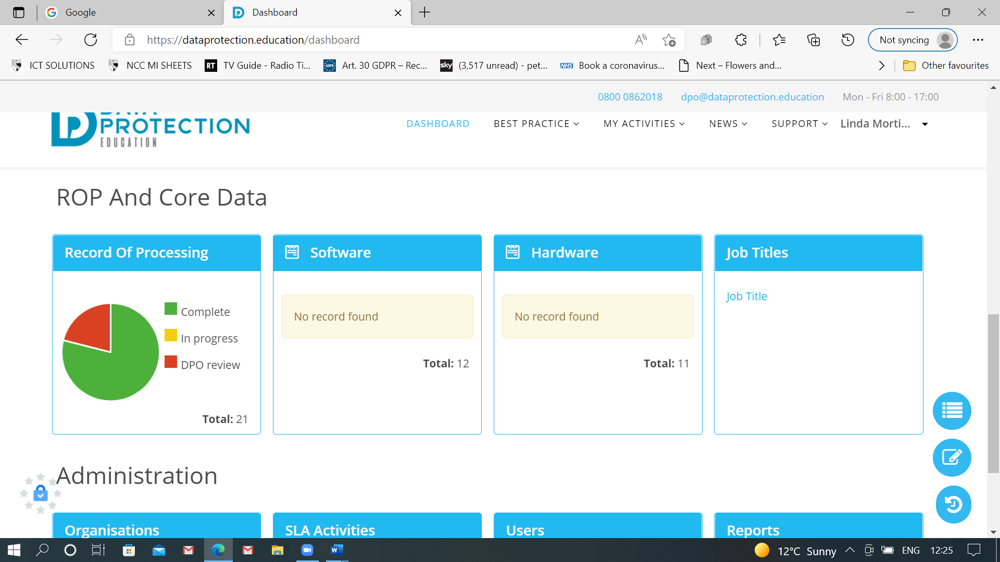 Google
Dashboard
https://dataprotection.education/dashboard
Not syncing
ICT SOLUTIONS
NCC MI SHEETS
RT
TV Guide - Radio Ti...
GDPR
Art. 30 GDPR – Rec...
sky
(3,517 unread) - pet...
NHS
Book a coronavirus...
Next – Flowers and...
Other favourites
0800 0862018
dpo@dataprotection.education
Mon - Fri 8:00 - 17:00
DATA
PROTECTION
EDUCATION
DASHBOARD
BEST PRACTICE
MY ACTIVITIES
NEWS
SUPPORT
Linda Morti...
ROP And Core Data
Record Of Processing
Complete
In progress
DPO review
Total: 21
Software
No record found
Total: 12
Hardware
No record found
Total: 11
Job Titles
Job Title
Administration
Organisations
SLA Activities
Users
Reports
12°C Sunny
ENG
12:25